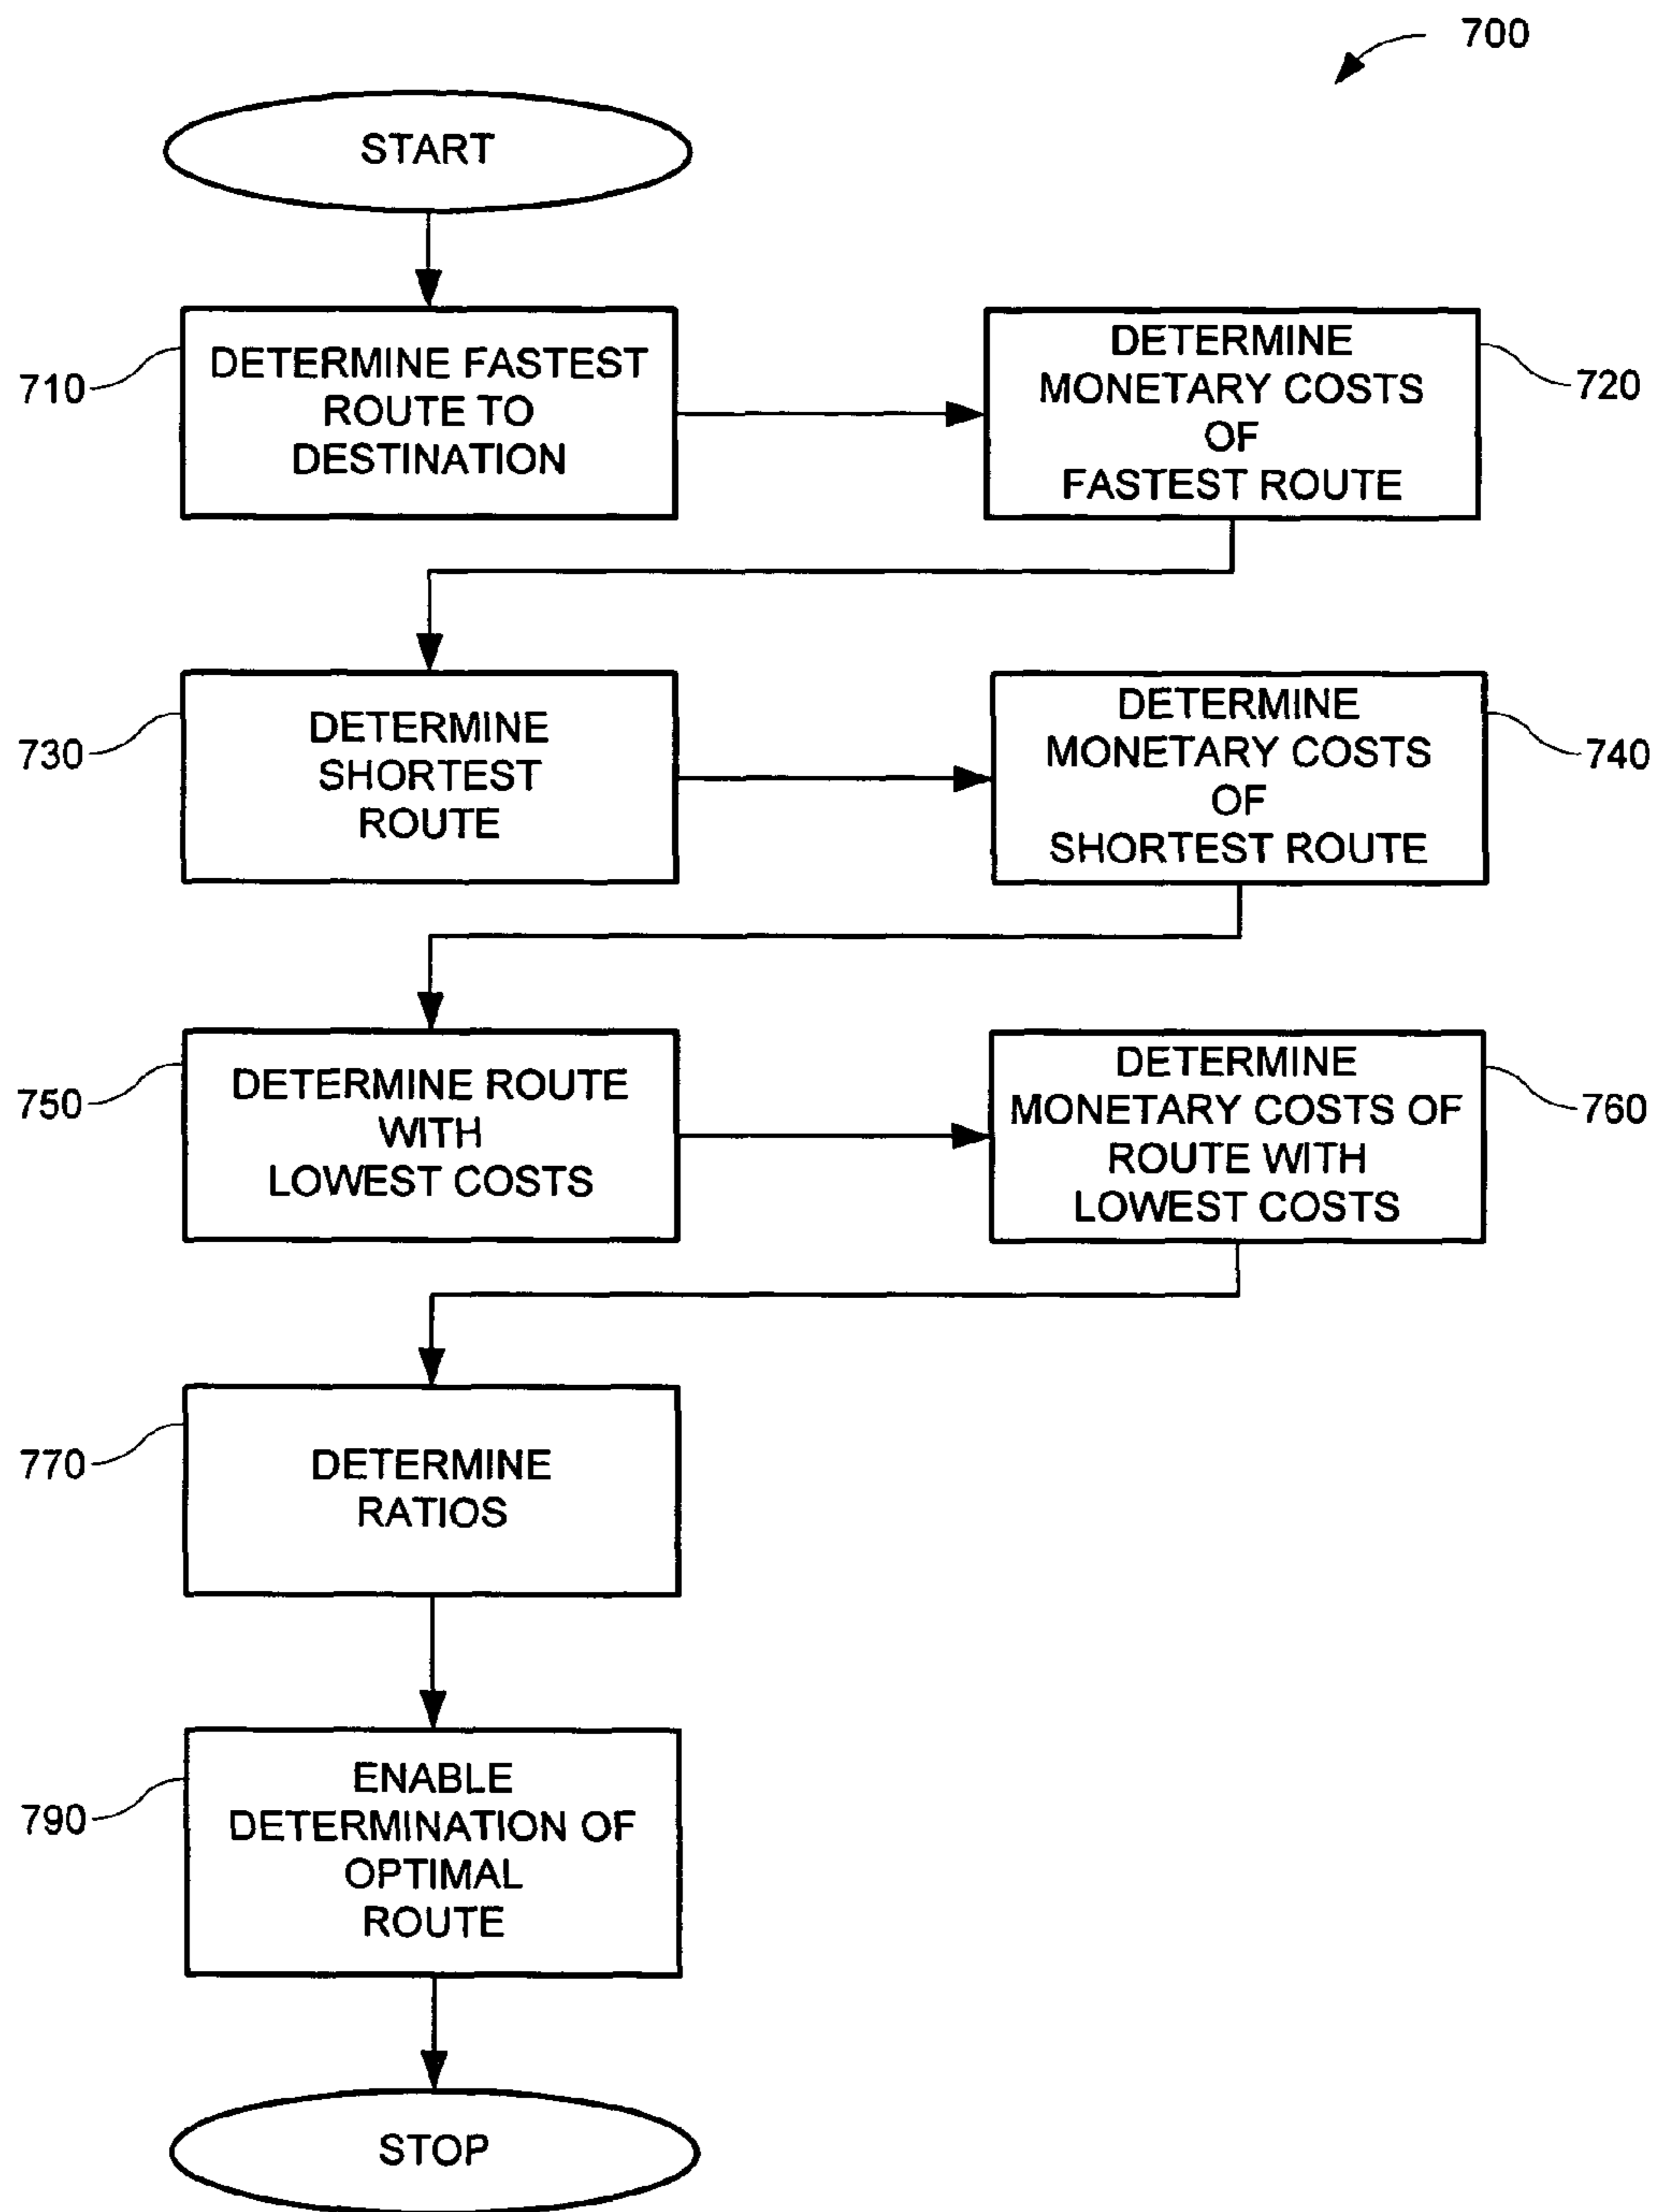 700
START
710
DETERMINE FASTEST
ROUTE TO
DESTINATION
DETERMINE
MONETARY COSTS
OF
FASTEST ROUTE
720
730
DETERMINE
SHORTEST
ROUTE
DETERMINE
MONETARY COSTS
OF
SHORTEST ROUTE
740
750
DETERMINE ROUTE
WITH
LOWEST COSTS
DETERMINE
MONETARY COSTS OF
ROUTE WITH
LOWEST COSTS
760
770
DETERMINE
RATIOS
790
ENABLE
DETERMINATION OF
OPTIMAL
ROUTE
STOP